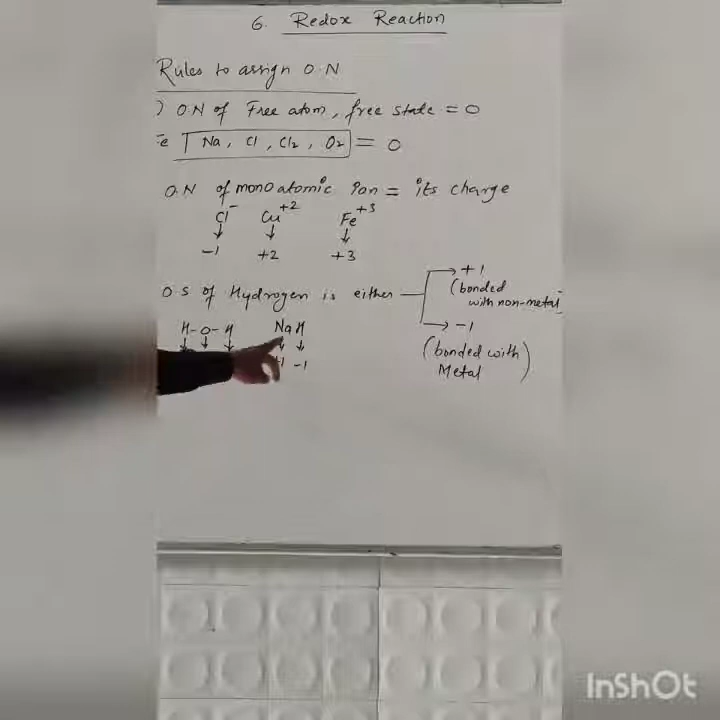 6. Redox Reaction
Rules to assign O.N
) O.N of Free atom, free state = 0
Na, Cl, Cl2, O2 = 0
O.N of monoatomic ion = its charge
Cl⁻ Cu⁺² Fe⁺³
↓ ↓ ↓
-1 +2 +3
O.S of Hydrogen is either → +1
(bonded with non-metal
→ -1
(bonded with Metal)
H-O-H NaH
↓ ↓ ↓ ↓ ↓
-1
InShOt